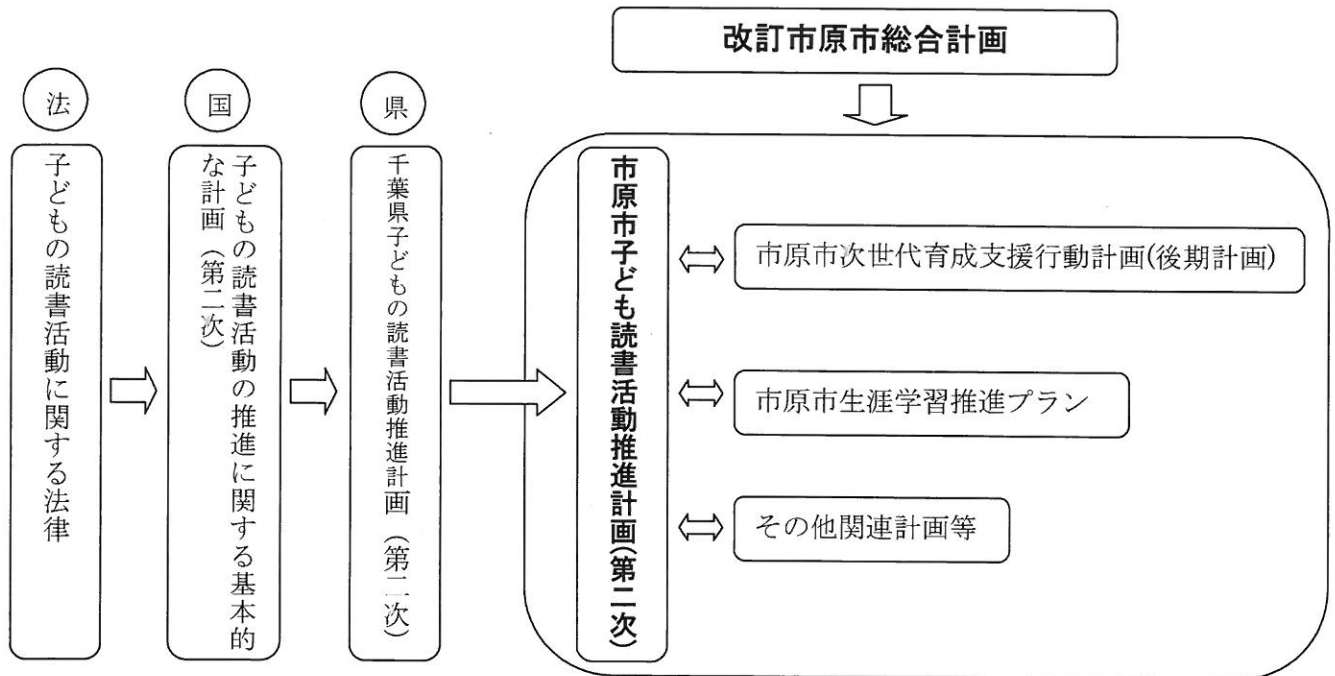 改訂市原市総合計画
法
子どもの読書活動に関する法律
国
子どもの読書活動の推進に関する基本的
な計画（第二次）
県
千葉県子どもの読書活動推進計画（第二次）
市原市子ども読書活動推進計画(第二次)
市原市次世代育成支援行動計画(後期計画)
市原市生涯学習推進プラン
その他関連計画等